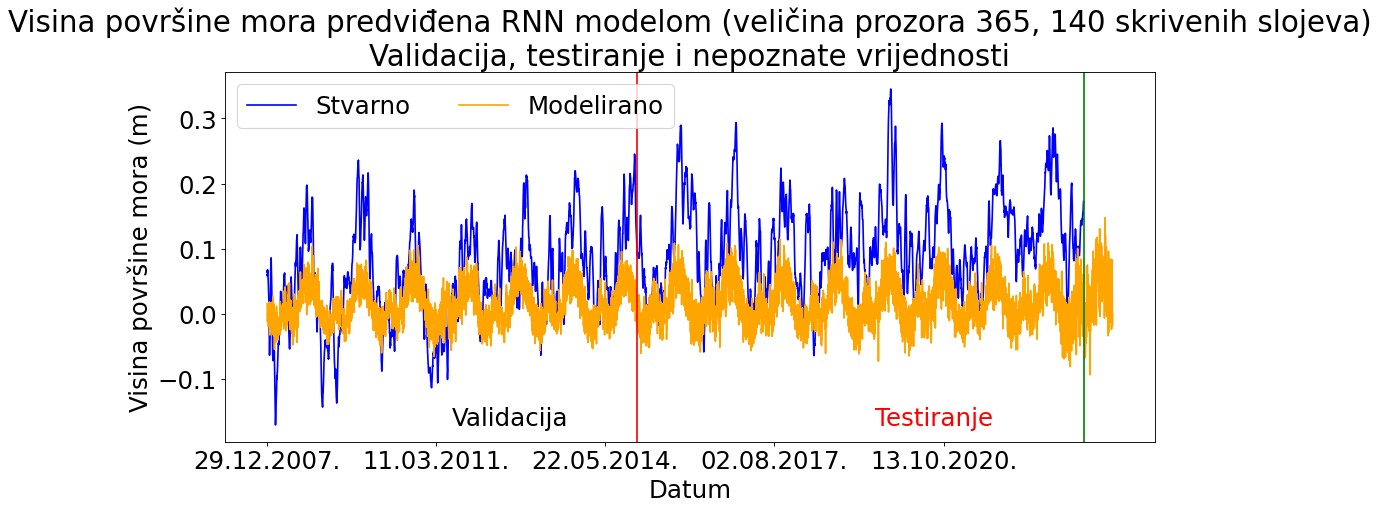 Visina površine mora predviđena RNN modelom (veličina prozora 365, 140 skrivenih slojeva)
Validacija, testiranje i nepoznate vrijednosti
Stvarno
Modelirano
Visina površine mora (m)
0.3
0.2
0.1
0.0
−0.1
Validacija
Testiranje
29.12.2007.
11.03.2011.
22.05.2014.
02.08.2017.
13.10.2020.
Datum